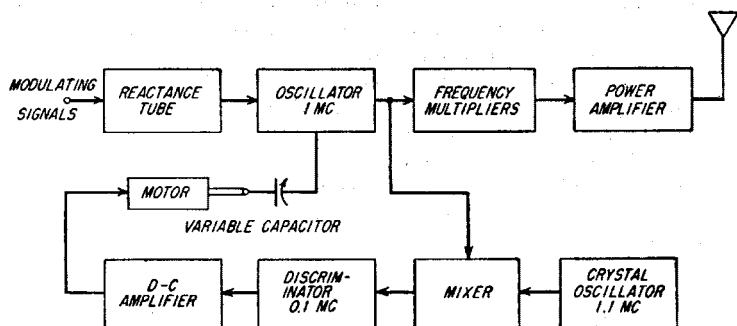 MODULATING
SIGNALS
REACTANCE
TUBE
OSCILLATOR
1 MC
FREQUENCY
MULTIPLIERS
POWER
AMPLIFIER
MOTOR
VARIABLE CAPACITOR
D-C
AMPLIFIER
DISCRIM-
INATOR
0.1 MC
MIXER
CRYSTAL
OSCILLATOR
1.1 MC